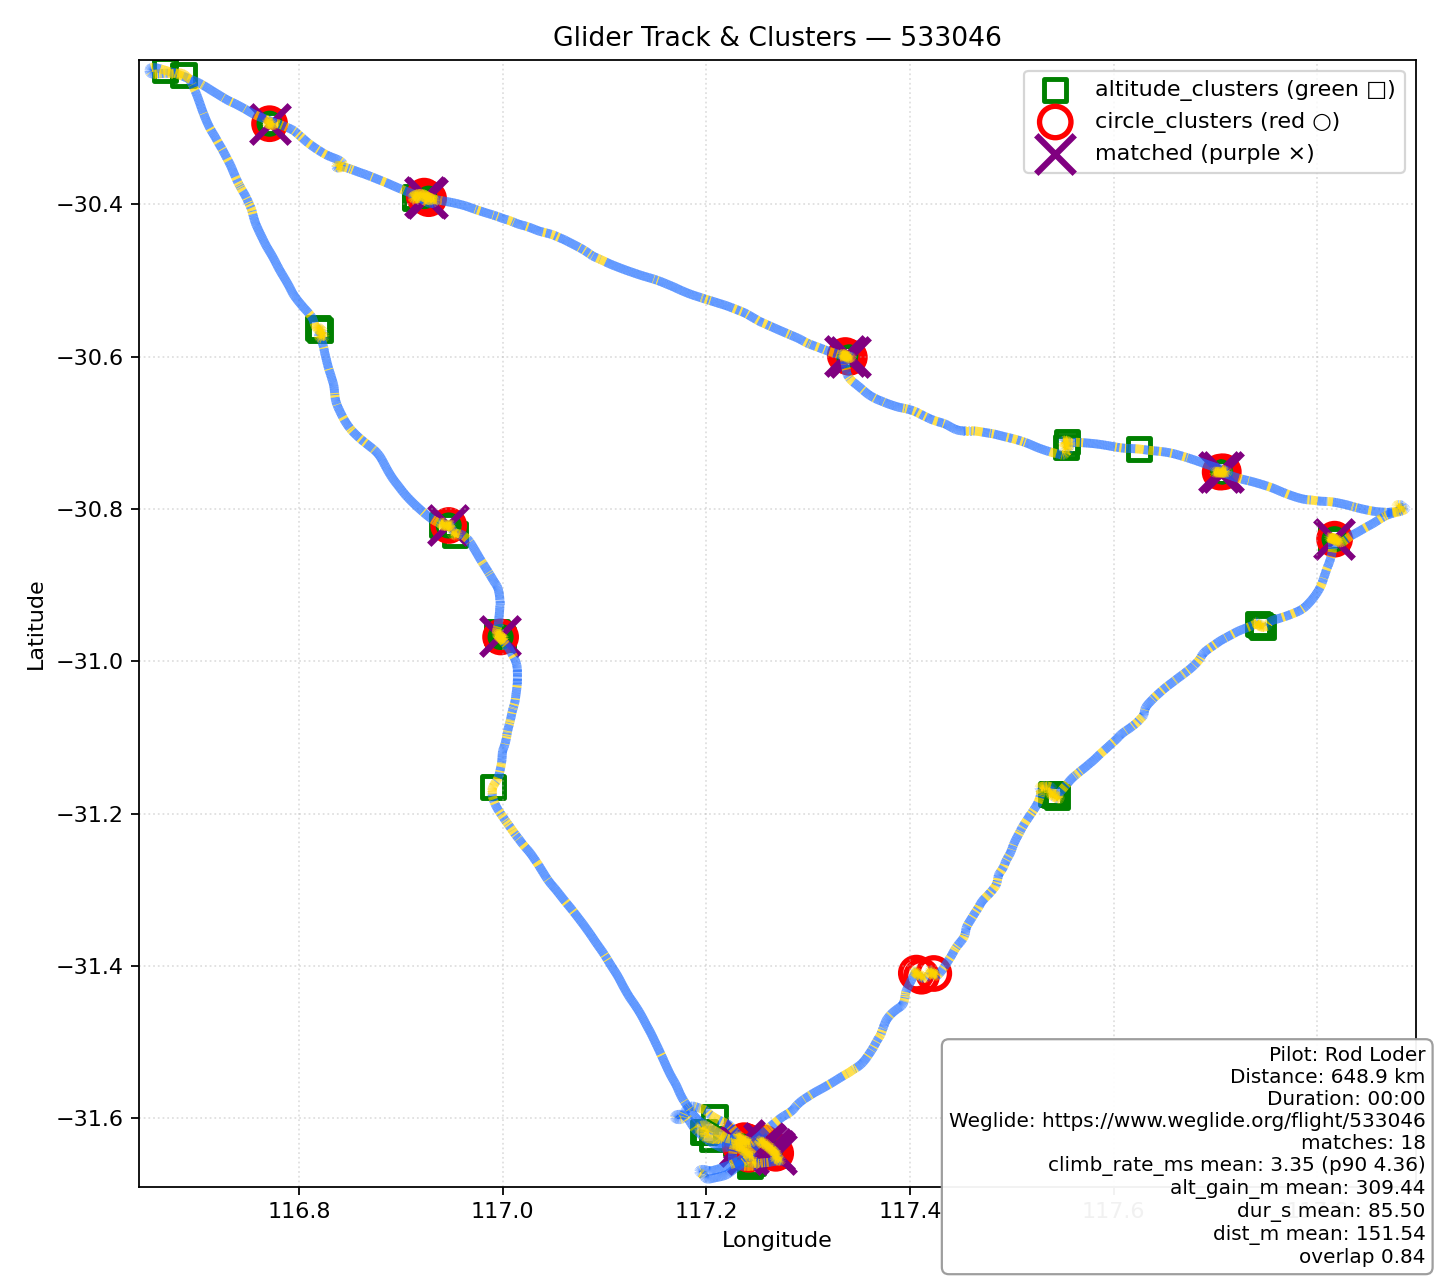 Glider Track & Clusters — 533046
altitude_clusters (green □)
circle_clusters (red ○)
matched (purple ×)
−30.4
−30.6
−30.8
−31.0
−31.2
−31.4
−31.6
Latitude
116.8
117.0
117.2
117.4
117.6
Longitude
Pilot: Rod Loder
Distance: 648.9 km
Duration: 00:00
Weglide: https://www.weglide.org/flight/533046
matches: 18
climb_rate_ms mean: 3.35 (p90 4.36)
alt_gain_m mean: 309.44
dur_s mean: 85.50
dist_m mean: 151.54
overlap 0.84